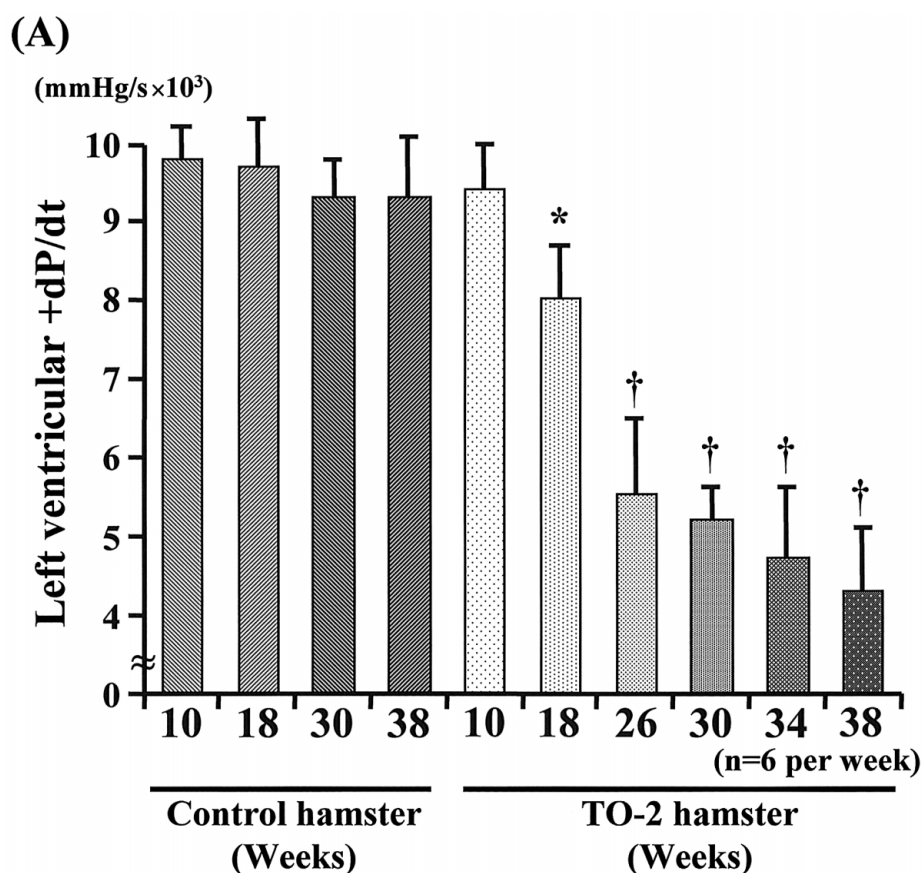 (A)
(mmHg/s×10³)
Left ventricular +dP/dt
10
9
8
7
6
5
4
≈
0
* † † † †
10 18 30 38 10 18 26 30 34 38
(n=6 per week)
Control hamster TO-2 hamster
(Weeks) (Weeks)